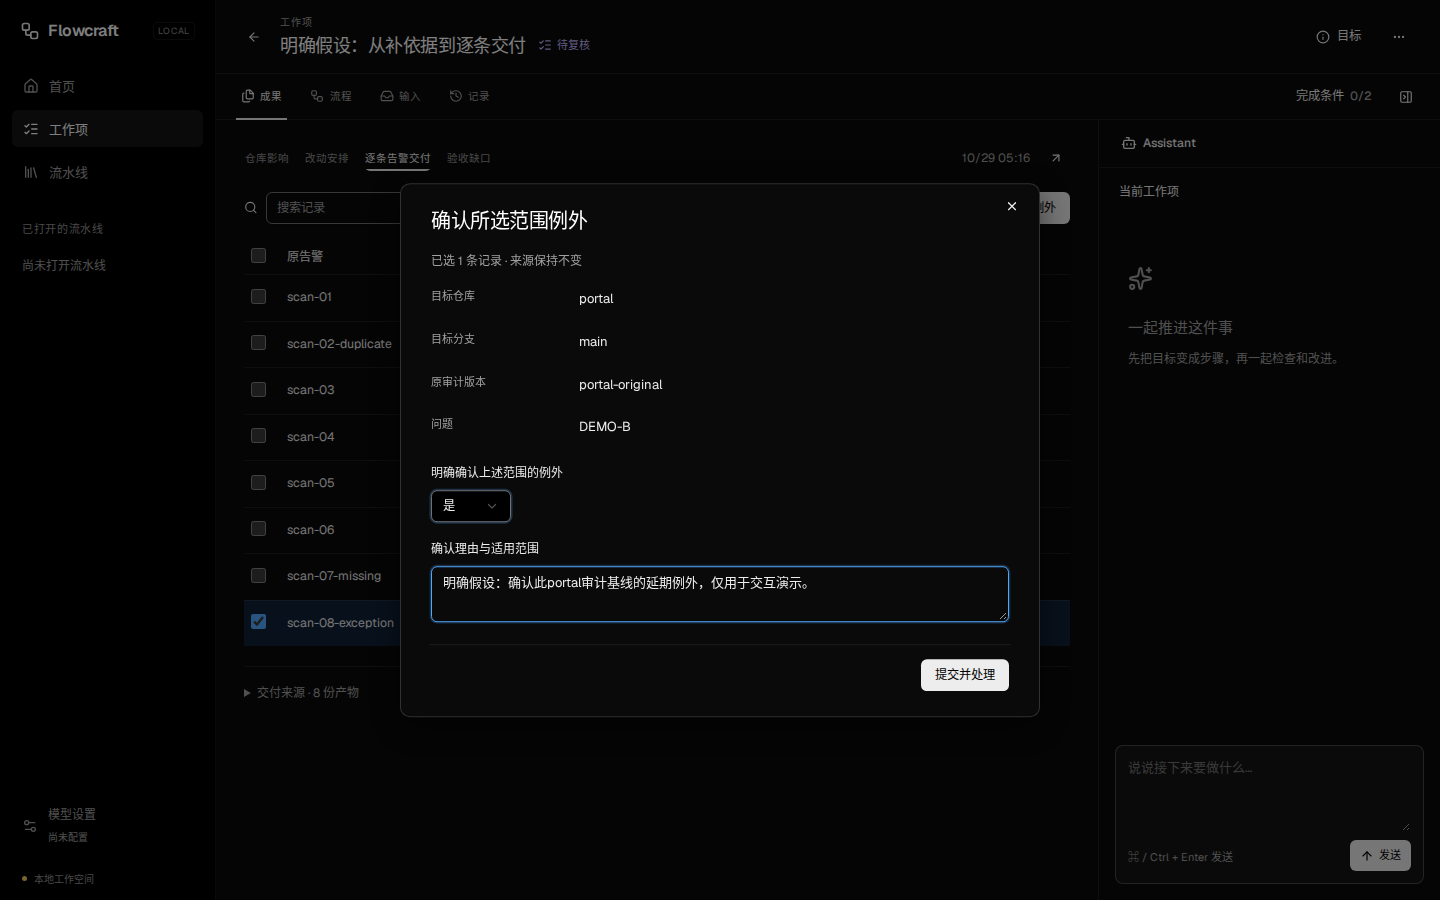 Flowcraft
LOCAL
首页
工作项
流水线
已打开的流水线
尚未打开流水线
模型设置
尚未配置
本地工作空间
工作项
明确假设：从补依据到逐条交付
待复核
目标
成果
流程
输入
记录
完成条件 0/2
仓库影响
改动安排
逐条告警交付
验收缺口
10/29 05:16
搜索记录
例外
原告警
scan-01
scan-02-duplicate
scan-03
scan-04
scan-05
scan-06
scan-07-missing
scan-08-exception
交付来源 · 8 份产物
确认所选范围例外
已选 1 条记录 · 来源保持不变
目标仓库
portal
目标分支
main
原审计版本
portal-original
问题
DEMO-B
明确确认上述范围的例外
是
确认理由与适用范围
明确假设：确认此portal审计基线的延期例外，仅用于交互演示。
提交并处理
Assistant
当前工作项
一起推进这件事
先把目标变成步骤，再一起检查和改进。
说说接下来要做什么...
⌘ / Ctrl + Enter 发送
发送